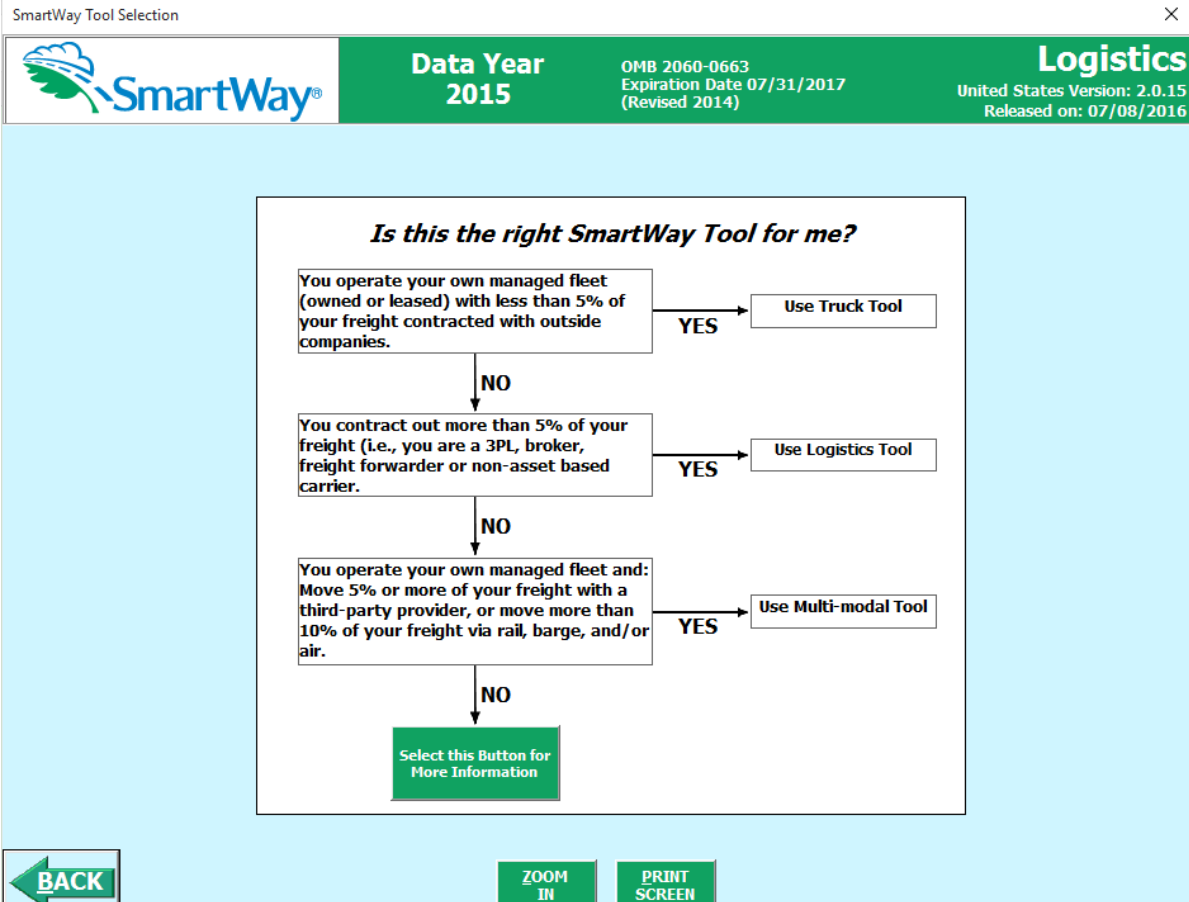 SmartWay Tool Selection
SmartWay®
Data Year
2015
OMB 2060-0663
Expiration Date 07/31/2017
(Revised 2014)
Logistics
United States Version: 2.0.15
Released on: 07/08/2016
Is this the right SmartWay Tool for me?
You operate your own managed fleet
(owned or leased) with less than 5% of
your freight contracted with outside
companies.
YES
Use Truck Tool
NO
You contract out more than 5% of your
freight (i.e., you are a 3PL, broker,
freight forwarder or non-asset based
carrier.
YES
Use Logistics Tool
NO
You operate your own managed fleet and:
Move 5% or more of your freight with a
third-party provider, or move more than
10% of your freight via rail, barge, and/or
air.
YES
Use Multi-modal Tool
NO
Select this Button for
More Information
BACK
ZOOM
IN
PRINT
SCREEN